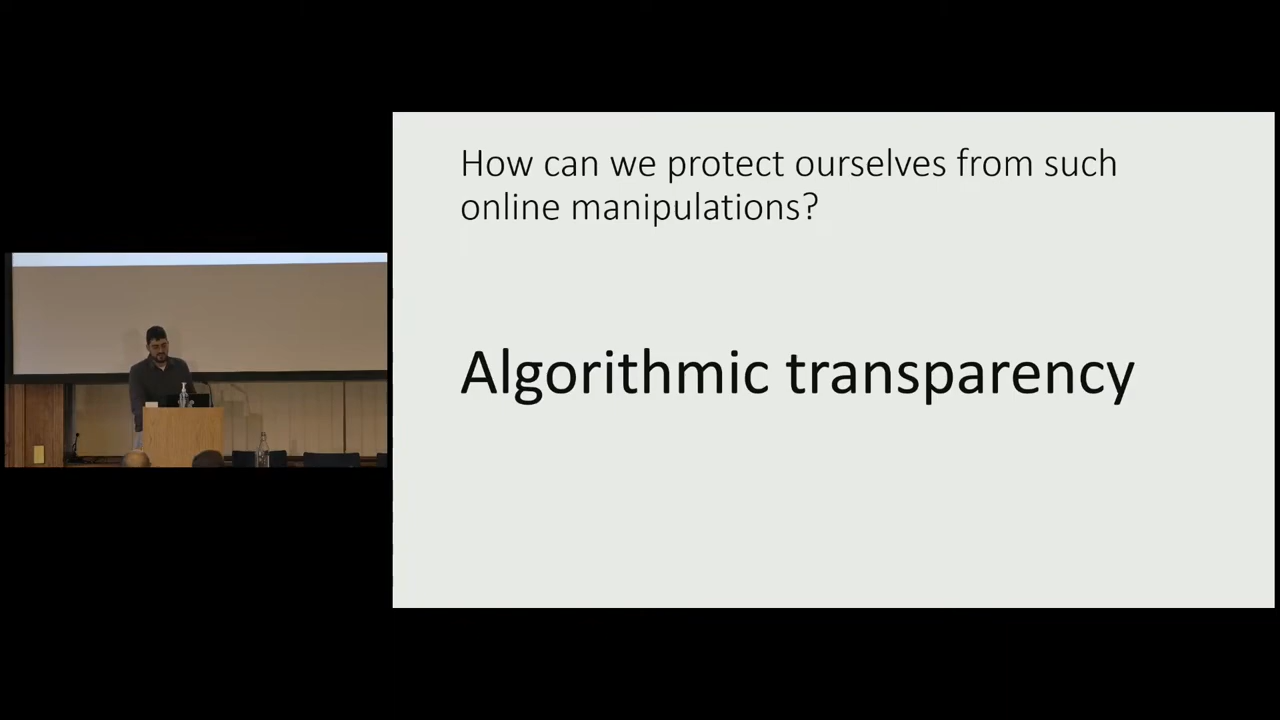 How can we protect ourselves from such
online manipulations?
Algorithmic transparency